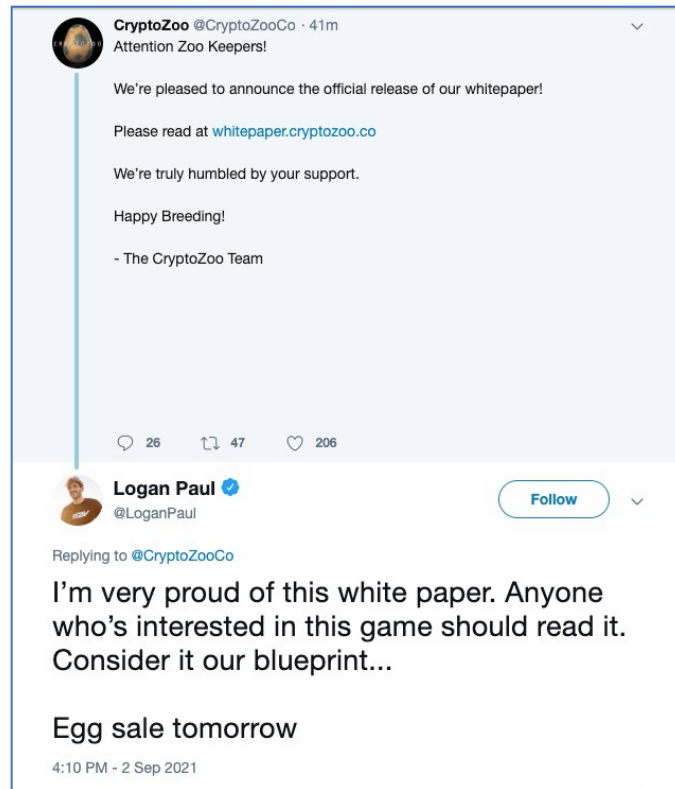 CryptoZoo @CryptoZooCo · 41m
Attention Zoo Keepers!
We're pleased to announce the official release of our whitepaper!
Please read at whitepaper.cryptozoo.co
We're truly humbled by your support.
Happy Breeding!
- The CryptoZoo Team
26 47 206
Logan Paul
@LoganPaul
Follow
Replying to @CryptoZooCo
I'm very proud of this white paper. Anyone
who's interested in this game should read it.
Consider it our blueprint...
Egg sale tomorrow
4:10 PM - 2 Sep 2021